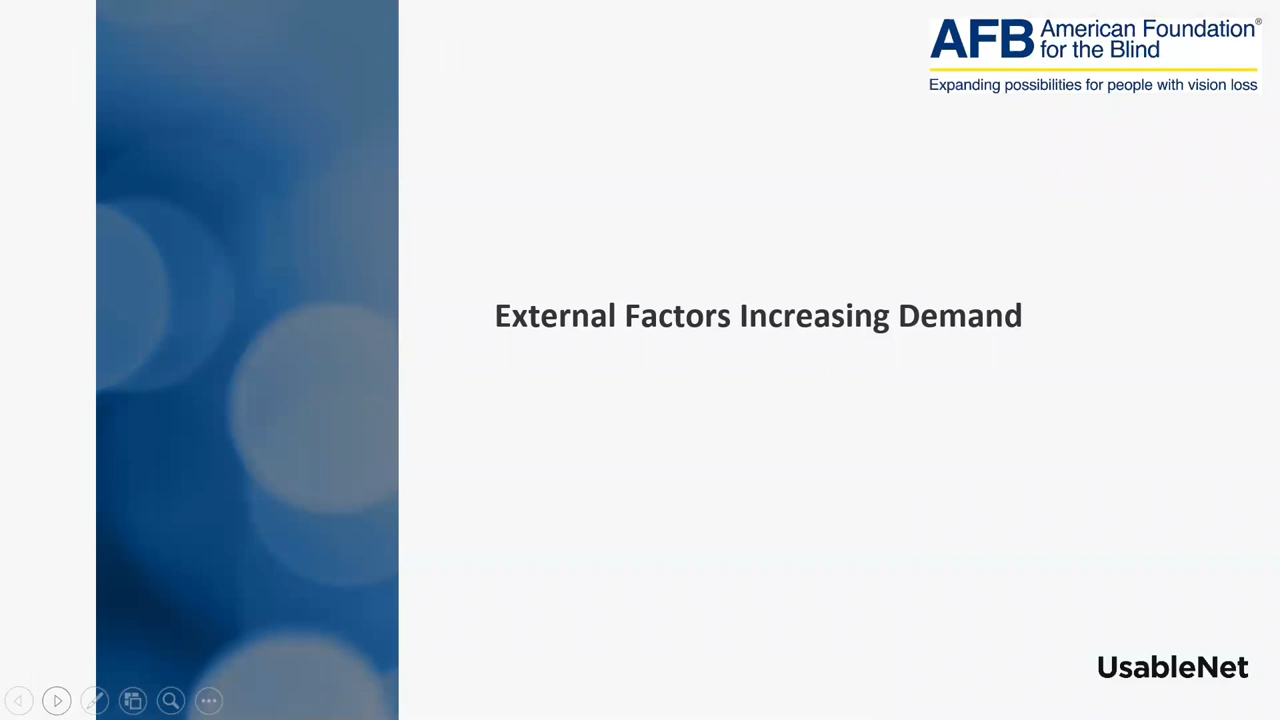 AFB American Foundation®
for the Blind
Expanding possibilities for people with vision loss
External Factors Increasing Demand
UsableNet